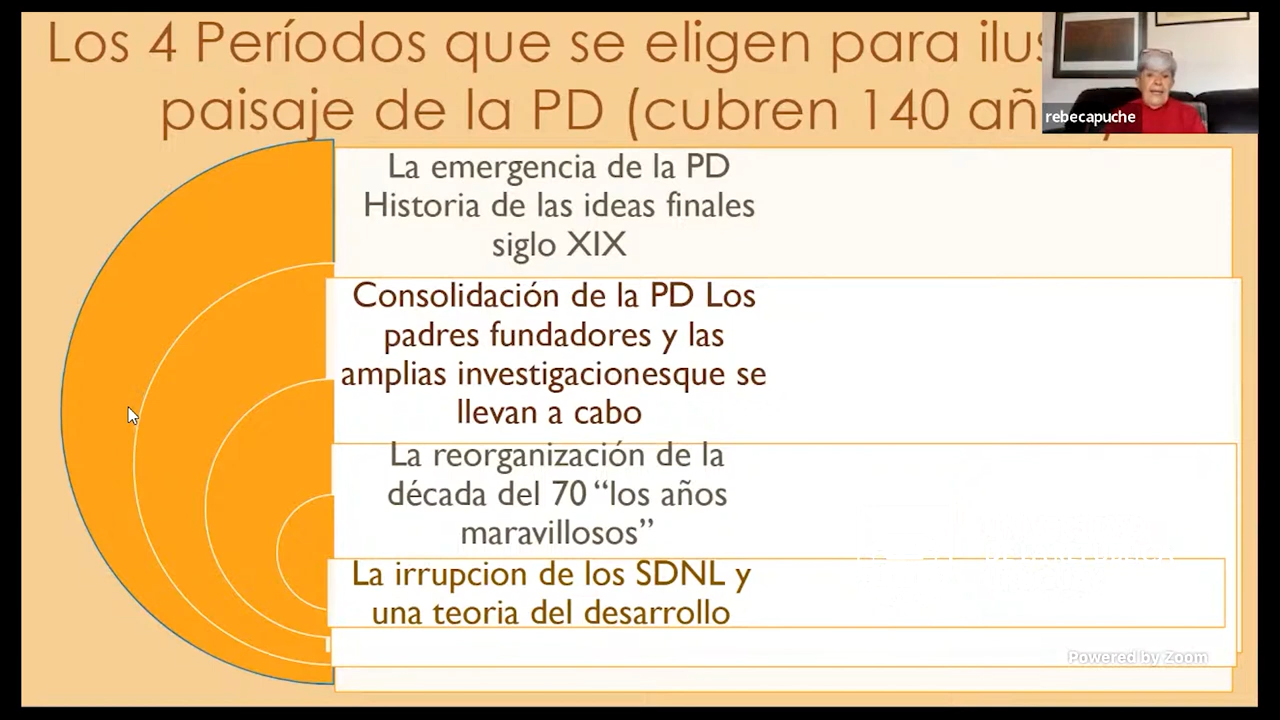 Los 4 Períodos que se eligen para ilus
paisaje de la PD (cubren 140 añ
rebecapuche
La emergencia de la PD
Historia de las ideas finales
siglo XIX
Consolidación de la PD Los
padres fundadores y las
amplias investigacionesque se
llevan a cabo
La reorganización de la
década del 70 “los años
maravillosos”
La irrupcion de los SDNL y
una teoria del desarrollo
Powered by Zoom